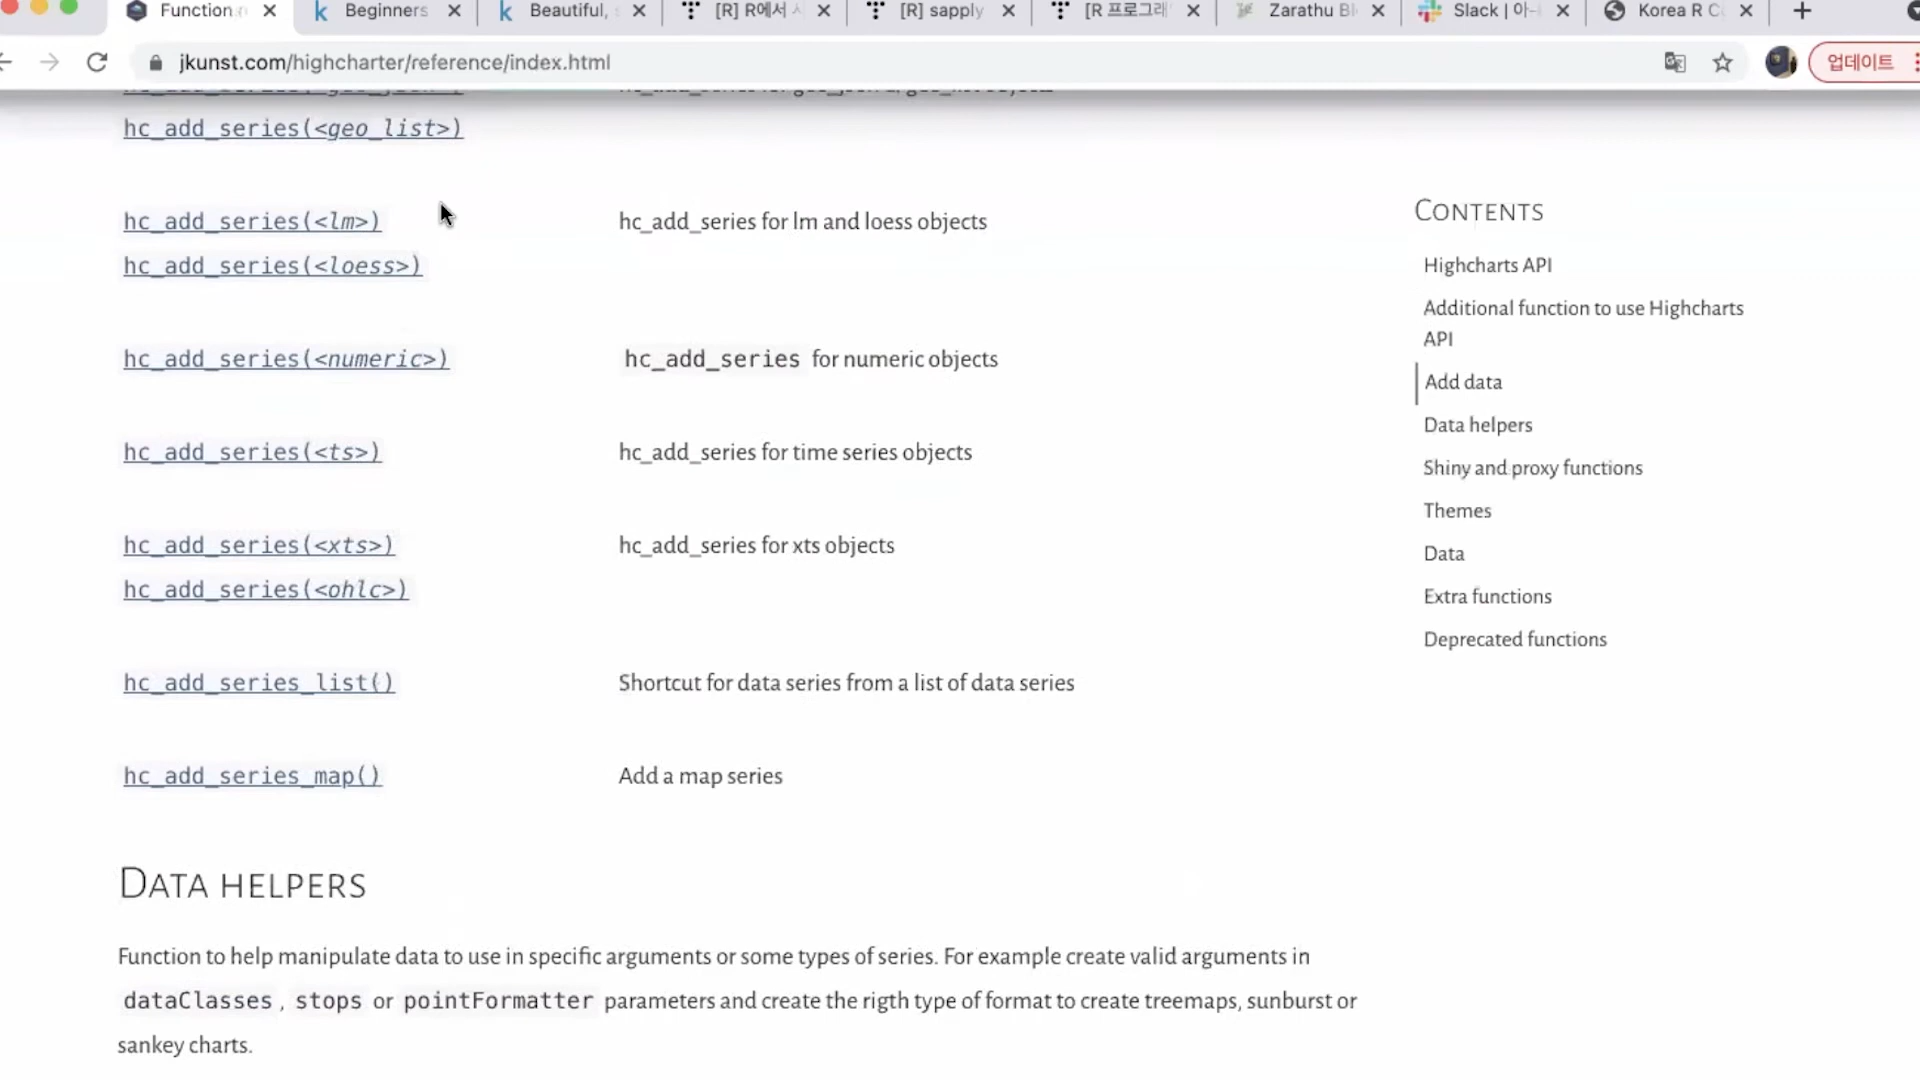 Function
Beginners
Beautiful,
[R] R에서
[R] sapply
[R 프로그래
Zarathu Bl
Slack | 아
Korea R Co
jkunst.com/highcharter/reference/index.html
업데이트
hc_add_series(<geo_list>)
hc_add_series(<lm>) hc_add_series for lm and loess objects
hc_add_series(<loess>)
hc_add_series(<numeric>) hc_add_series for numeric objects
hc_add_series(<ts>) hc_add_series for time series objects
hc_add_series(<xts>) hc_add_series for xts objects
hc_add_series(<ohlc>)
hc_add_series_list() Shortcut for data series from a list of data series
hc_add_series_map() Add a map series
DATA HELPERS
Function to help manipulate data to use in specific arguments or some types of series. For example create valid arguments in
dataClasses, stops or pointFormatter parameters and create the rigth type of format to create treemaps, sunburst or
sankey charts.
CONTENTS
Highcharts API
Additional function to use Highcharts
API
Add data
Data helpers
Shiny and proxy functions
Themes
Data
Extra functions
Deprecated functions